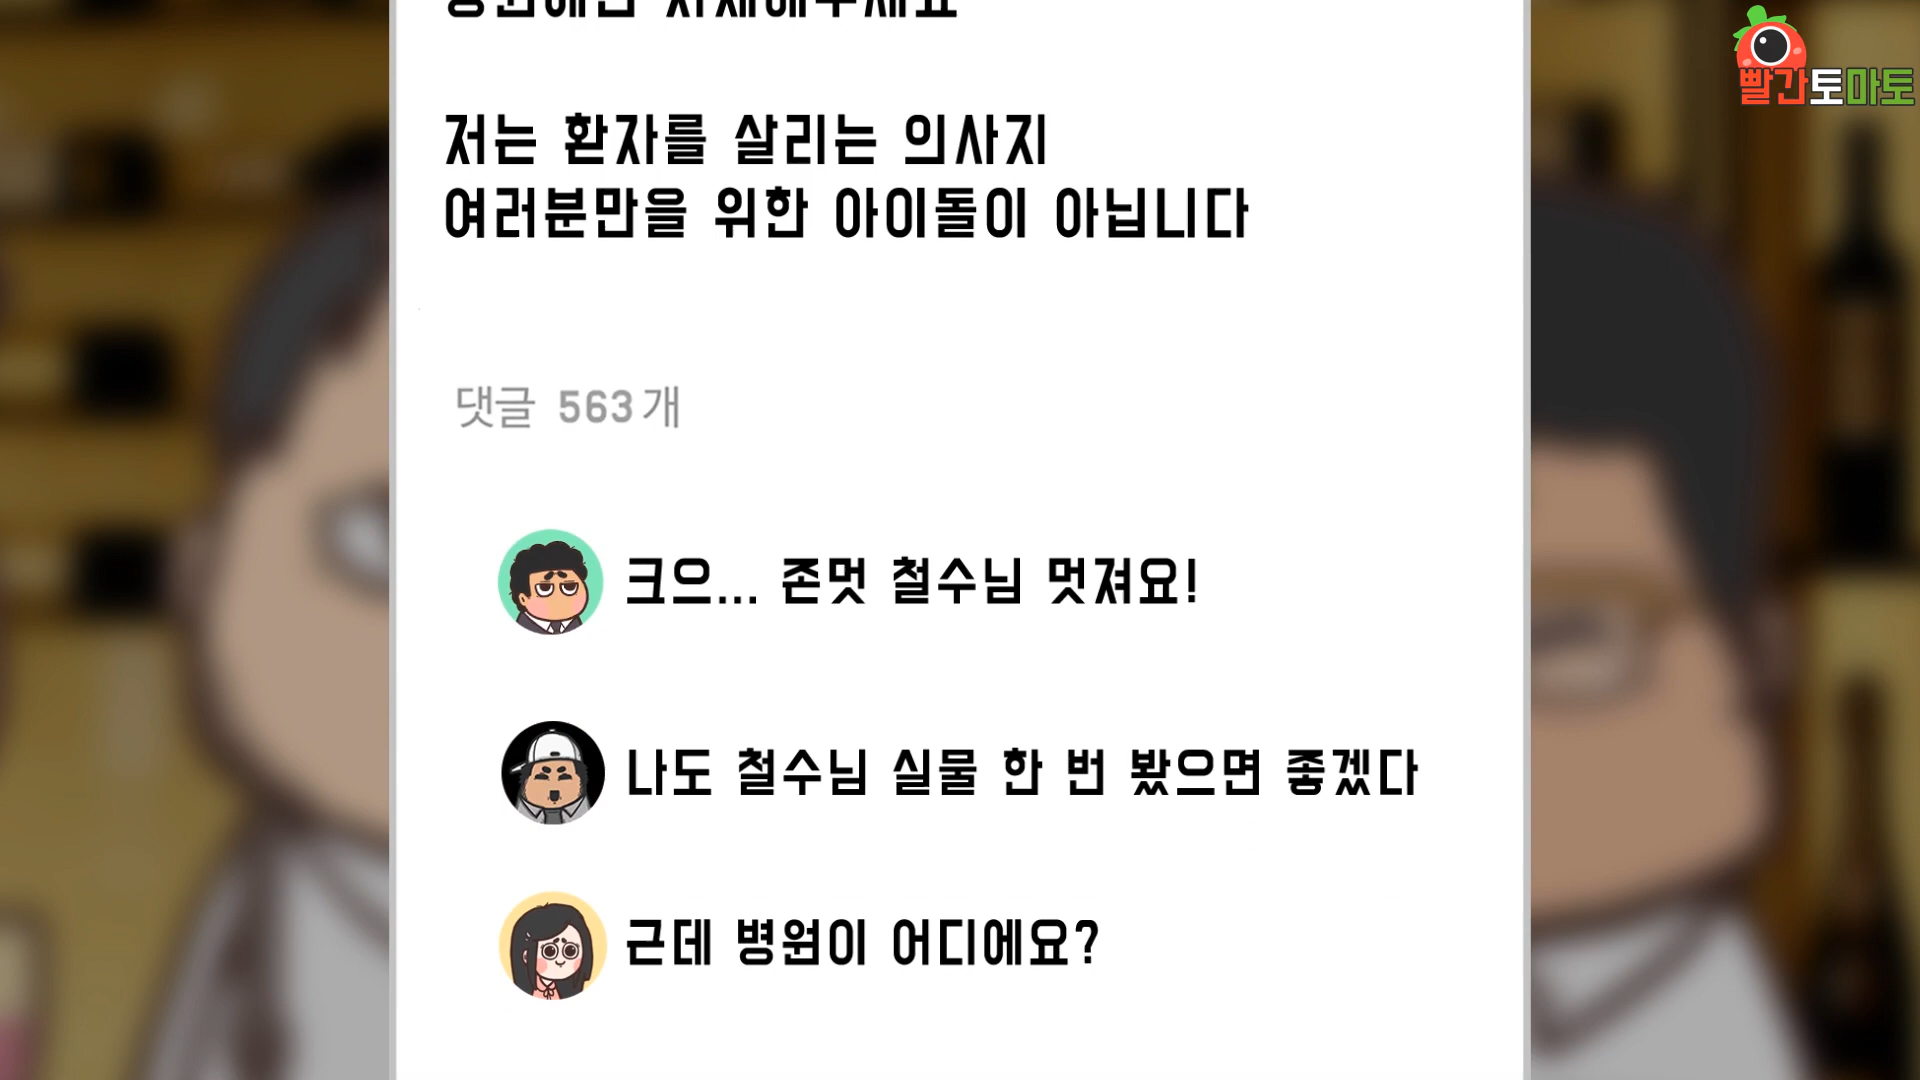 빨간토마토
저는 환자를 살리는 의사지
여러분만을 위한 아이돌이 아닙니다
댓글 563개
크으... 존멋 철수님 멋져요!
나도 철수님 실물 한 번 봤으면 좋겠다
근데 병원이 어디에요?